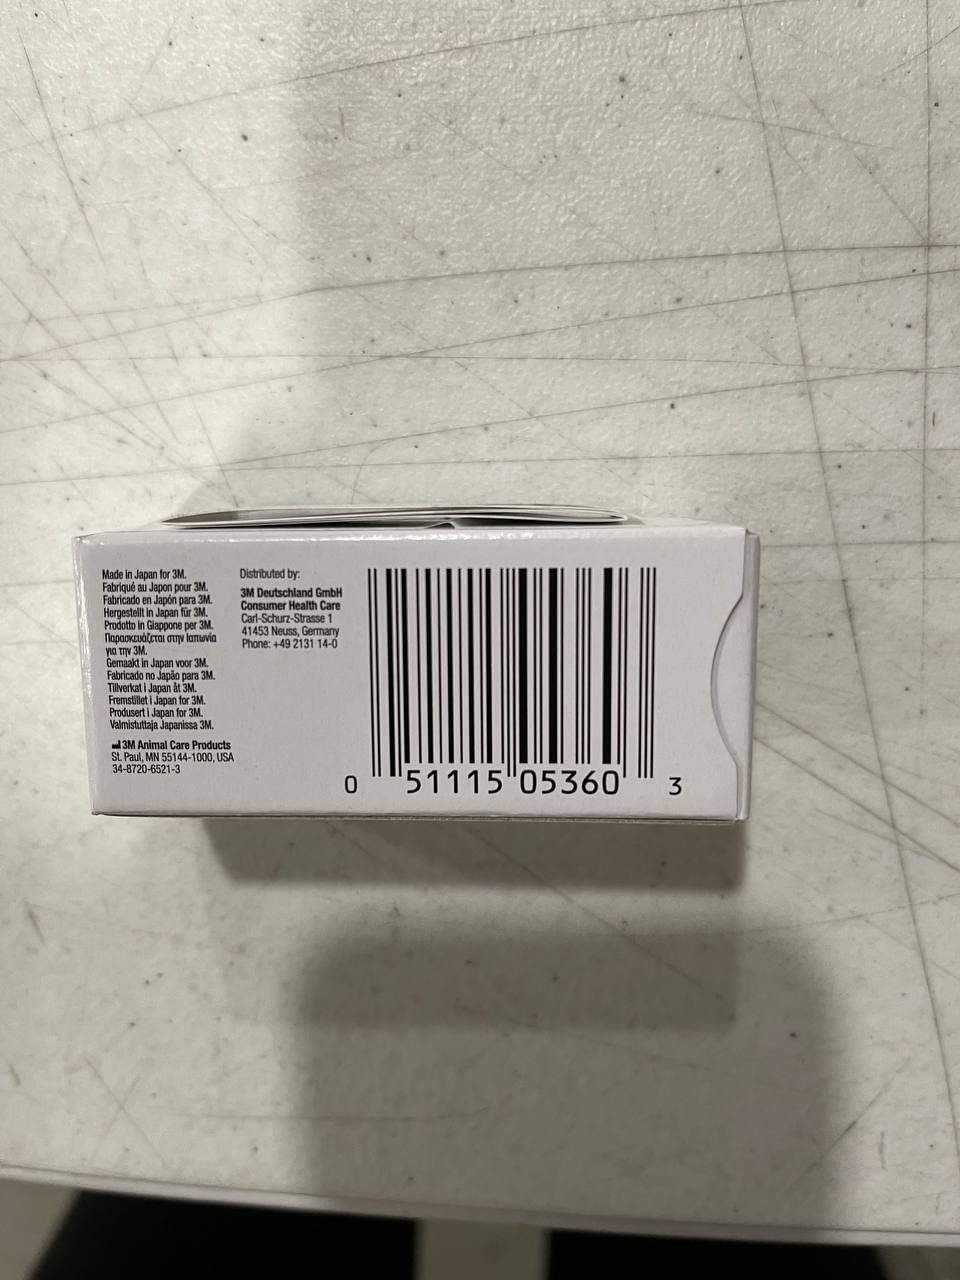 Made in Japan for 3M.
Fabriqué au Japon pour 3M.
Fabricado en Japón para 3M.
Hergestellt in Japan für 3M.
Prodotto in Giappone per 3M.
Παρασκευάζεται στην Ιαπωνία
για την 3M.
Gemaakt in Japan voor 3M.
Fabricado no Japão para 3M.
Tillverkat i Japan åt 3M.
Fremstillet i Japan for 3M.
Produsert i Japan for 3M.
Valmistuttaja Japanissa 3M.
3M Animal Care Products
St. Paul, MN 55144-1000, USA
34-8720-6521-3
Distributed by:
3M Deutschland GmbH
Consumer Health Care
Carl-Schurz-Strasse 1
41453 Neuss, Germany
Phone: +49 2131 14-0
0 51115 05360 3